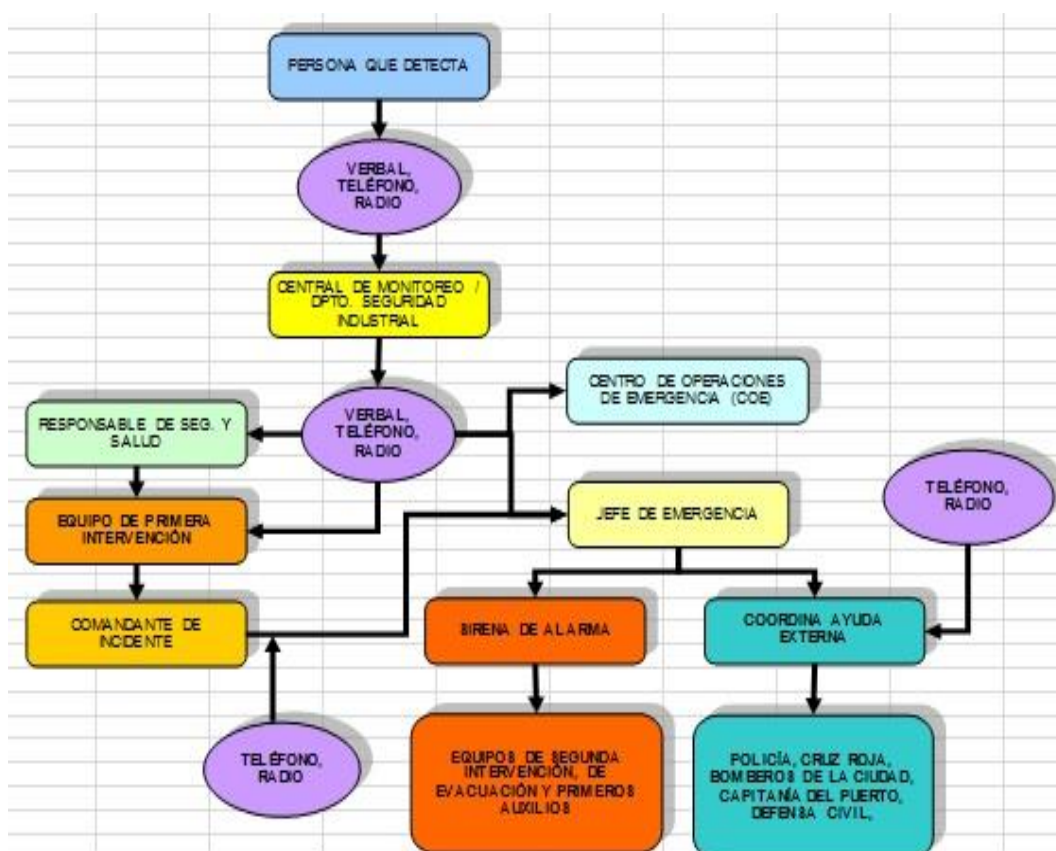 PERSONA QUE DETECTA
VERBAL,
TELÉFONO,
RADIO
CENTRAL DE MONITOREO /
DPTO. SEGURIDAD
INDUSTRIAL
CENTRO DE OPERACIONES
DE EMERGENCIA (COE)
RESPONSABLE DE SEG. Y
SALUD
VERBAL,
TELÉFONO,
RADIO
TELÉFONO,
RADIO
EQUIPO DE PRIMERA
INTERVENCIÓN
JEFE DE EMERGENCIA
COMANDANTE DE
INCIDENTE
SIRENA DE ALARMA
COORDINA AYUDA
EXTERNA
TELÉFONO,
RADIO
EQUIPOS DE SEGUNDA
INTERVENCIÓN, DE
EVACUACIÓN Y PRIMEROS
AUXILIOS
POLICÍA, CRUZ ROJA,
BOMBEROS DE LA CIUDAD,
CAPITANÍA DEL PUERTO,
DEFENSA CIVIL,